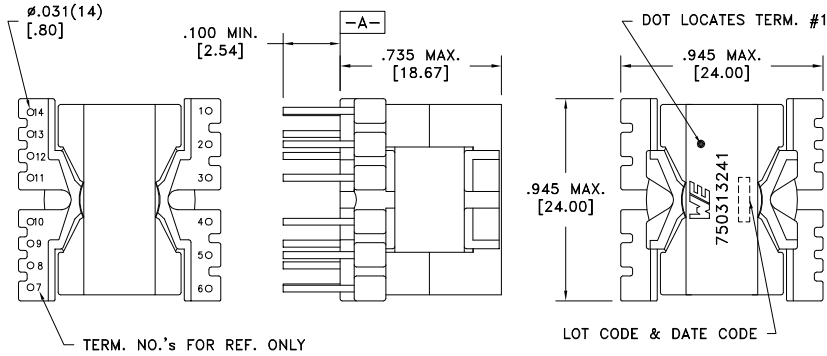 ø.031(14)
[.80]
.100 MIN.
[2.54]
-A-
.735 MAX.
[18.67]
DOT LOCATES TERM. #1
.945 MAX.
[24.00]
14
13
12
11
10
9
8
7
1
2
3
4
5
6
.945 MAX.
[24.00]
WE
750313241
TERM. NO.'s FOR REF. ONLY
LOT CODE & DATE CODE